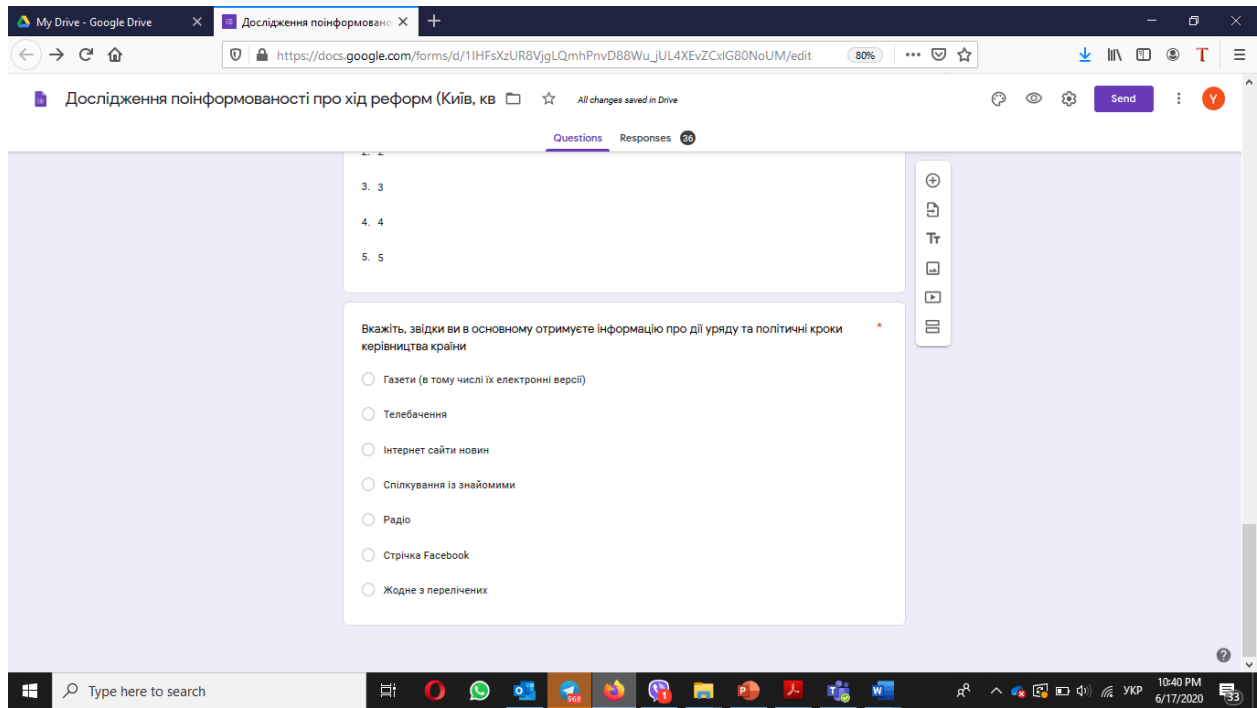 My Drive - Google Drive
Дослідження поінформовано
https://docs.google.com/forms/d/1IHFsXzUR8VjgLQmhPnvD88Wu_jUL4XEvZCxlG80NoUM/edit
80%
T
Дослідження поінформованості про хід реформ (Київ, кв
All changes saved in Drive
Send
Y
Questions
Responses 36
2. 2
3. 3
4. 4
5. 5
Вкажіть, звідки ви в основному отримуєте інформацію про дії уряду та політичні кроки *
керівництва країни
Газети (в тому числі їх електронні версії)
Телебачення
Інтернет сайти новин
Спілкування із знайомими
Радіо
Стрічка Facebook
Жодне з перелічених
Type here to search
968
1
УКР
10:40 PM
6/17/2020
33